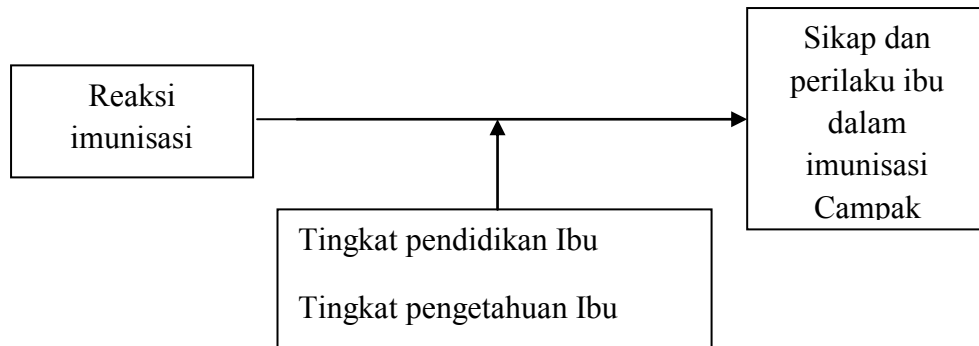 Reaksi
imunisasi
Sikap dan
perilaku ibu
dalam
imunisasi
Campak
Tingkat pendidikan Ibu
Tingkat pengetahuan Ibu